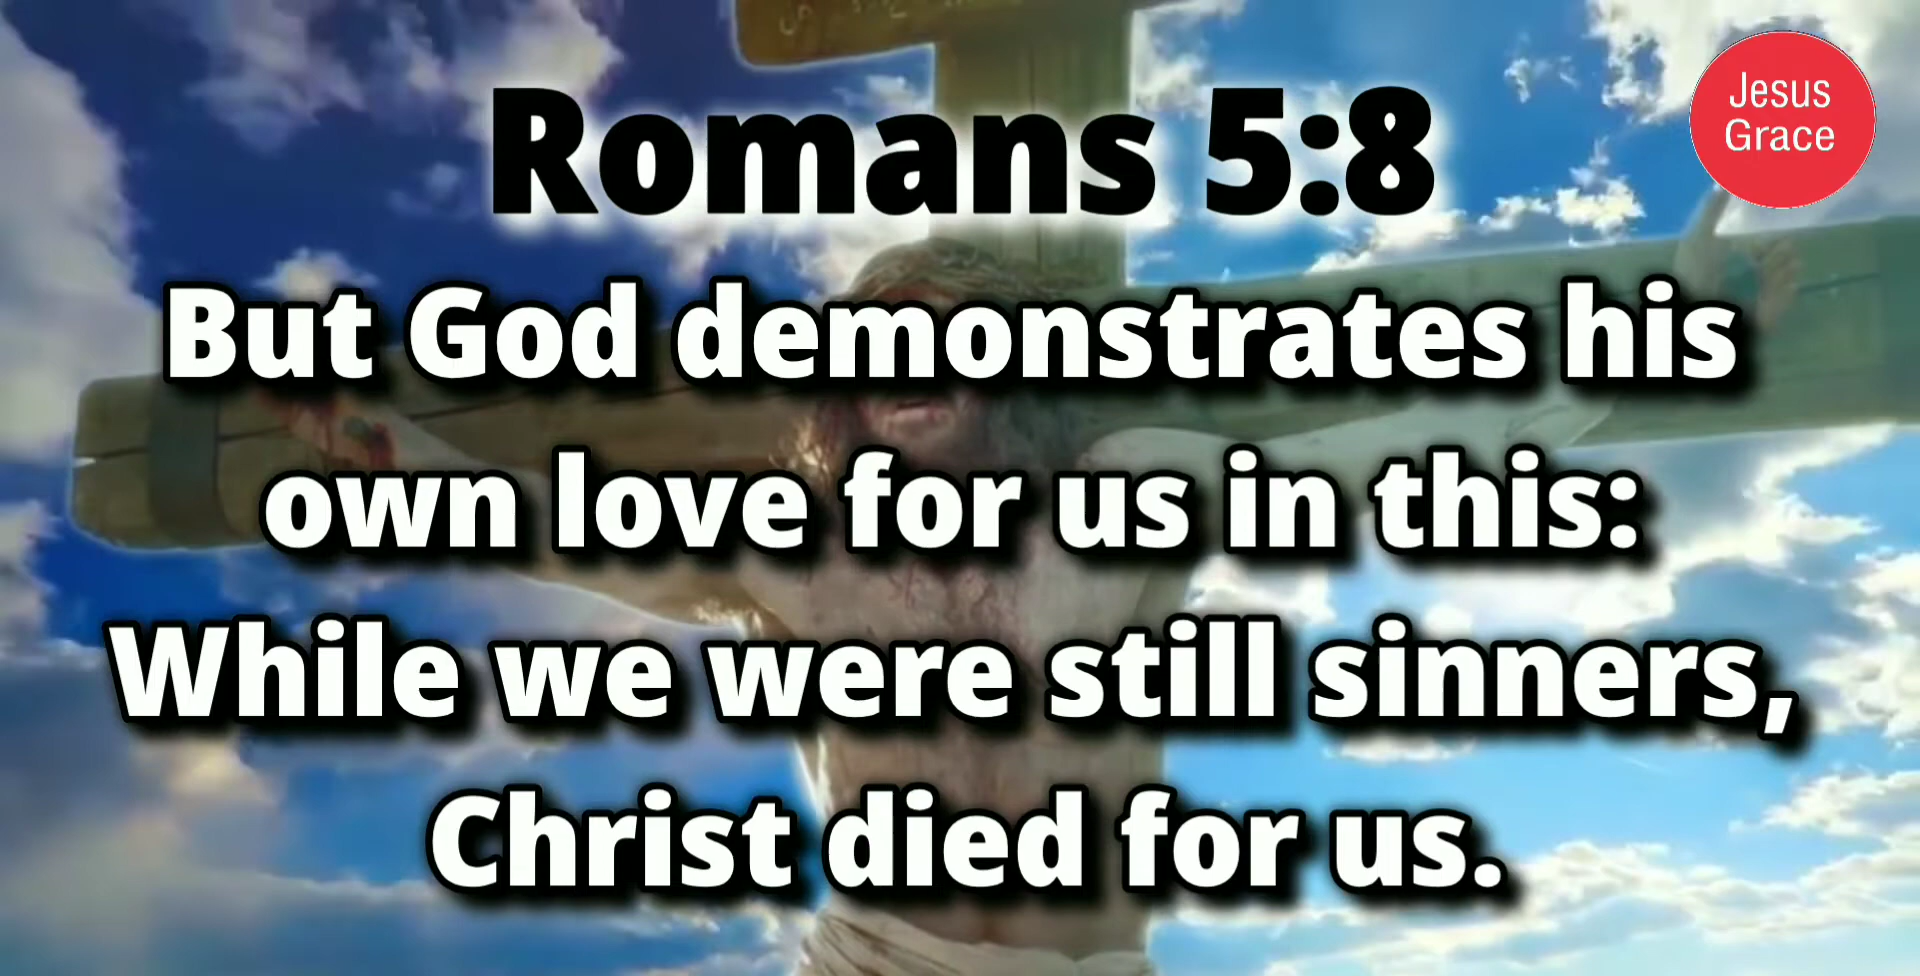 Romans 5:8
Jesus
Grace
But God demonstrates his
own love for us in this:
While we were still sinners,
Christ died for us.